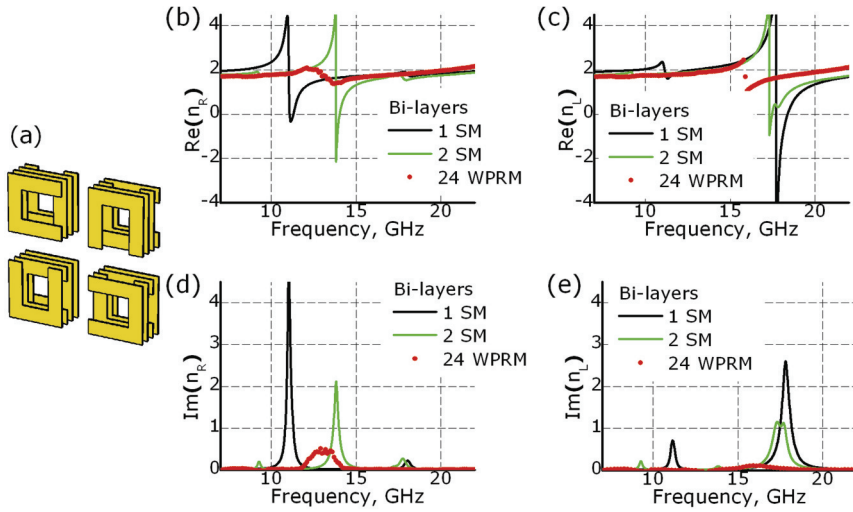 (a)
(b)
Re(n_R)
4
2
0
-2
-4
Bi-layers
1 SM
2 SM
24 WPRM
10 15 20
Frequency, GHz
(c)
Re(n_L)
4
2
0
-2
-4
Bi-layers
1 SM
2 SM
24 WPRM
10 15 20
Frequency, GHz
(d)
Im(n_R)
4
3
2
1
0
Bi-layers
1 SM
2 SM
24 WPRM
10 15 20
Frequency, GHz
(e)
Im(n_L)
4
3
2
1
0
Bi-layers
1 SM
2 SM
24 WPRM
10 15 20
Frequency, GHz